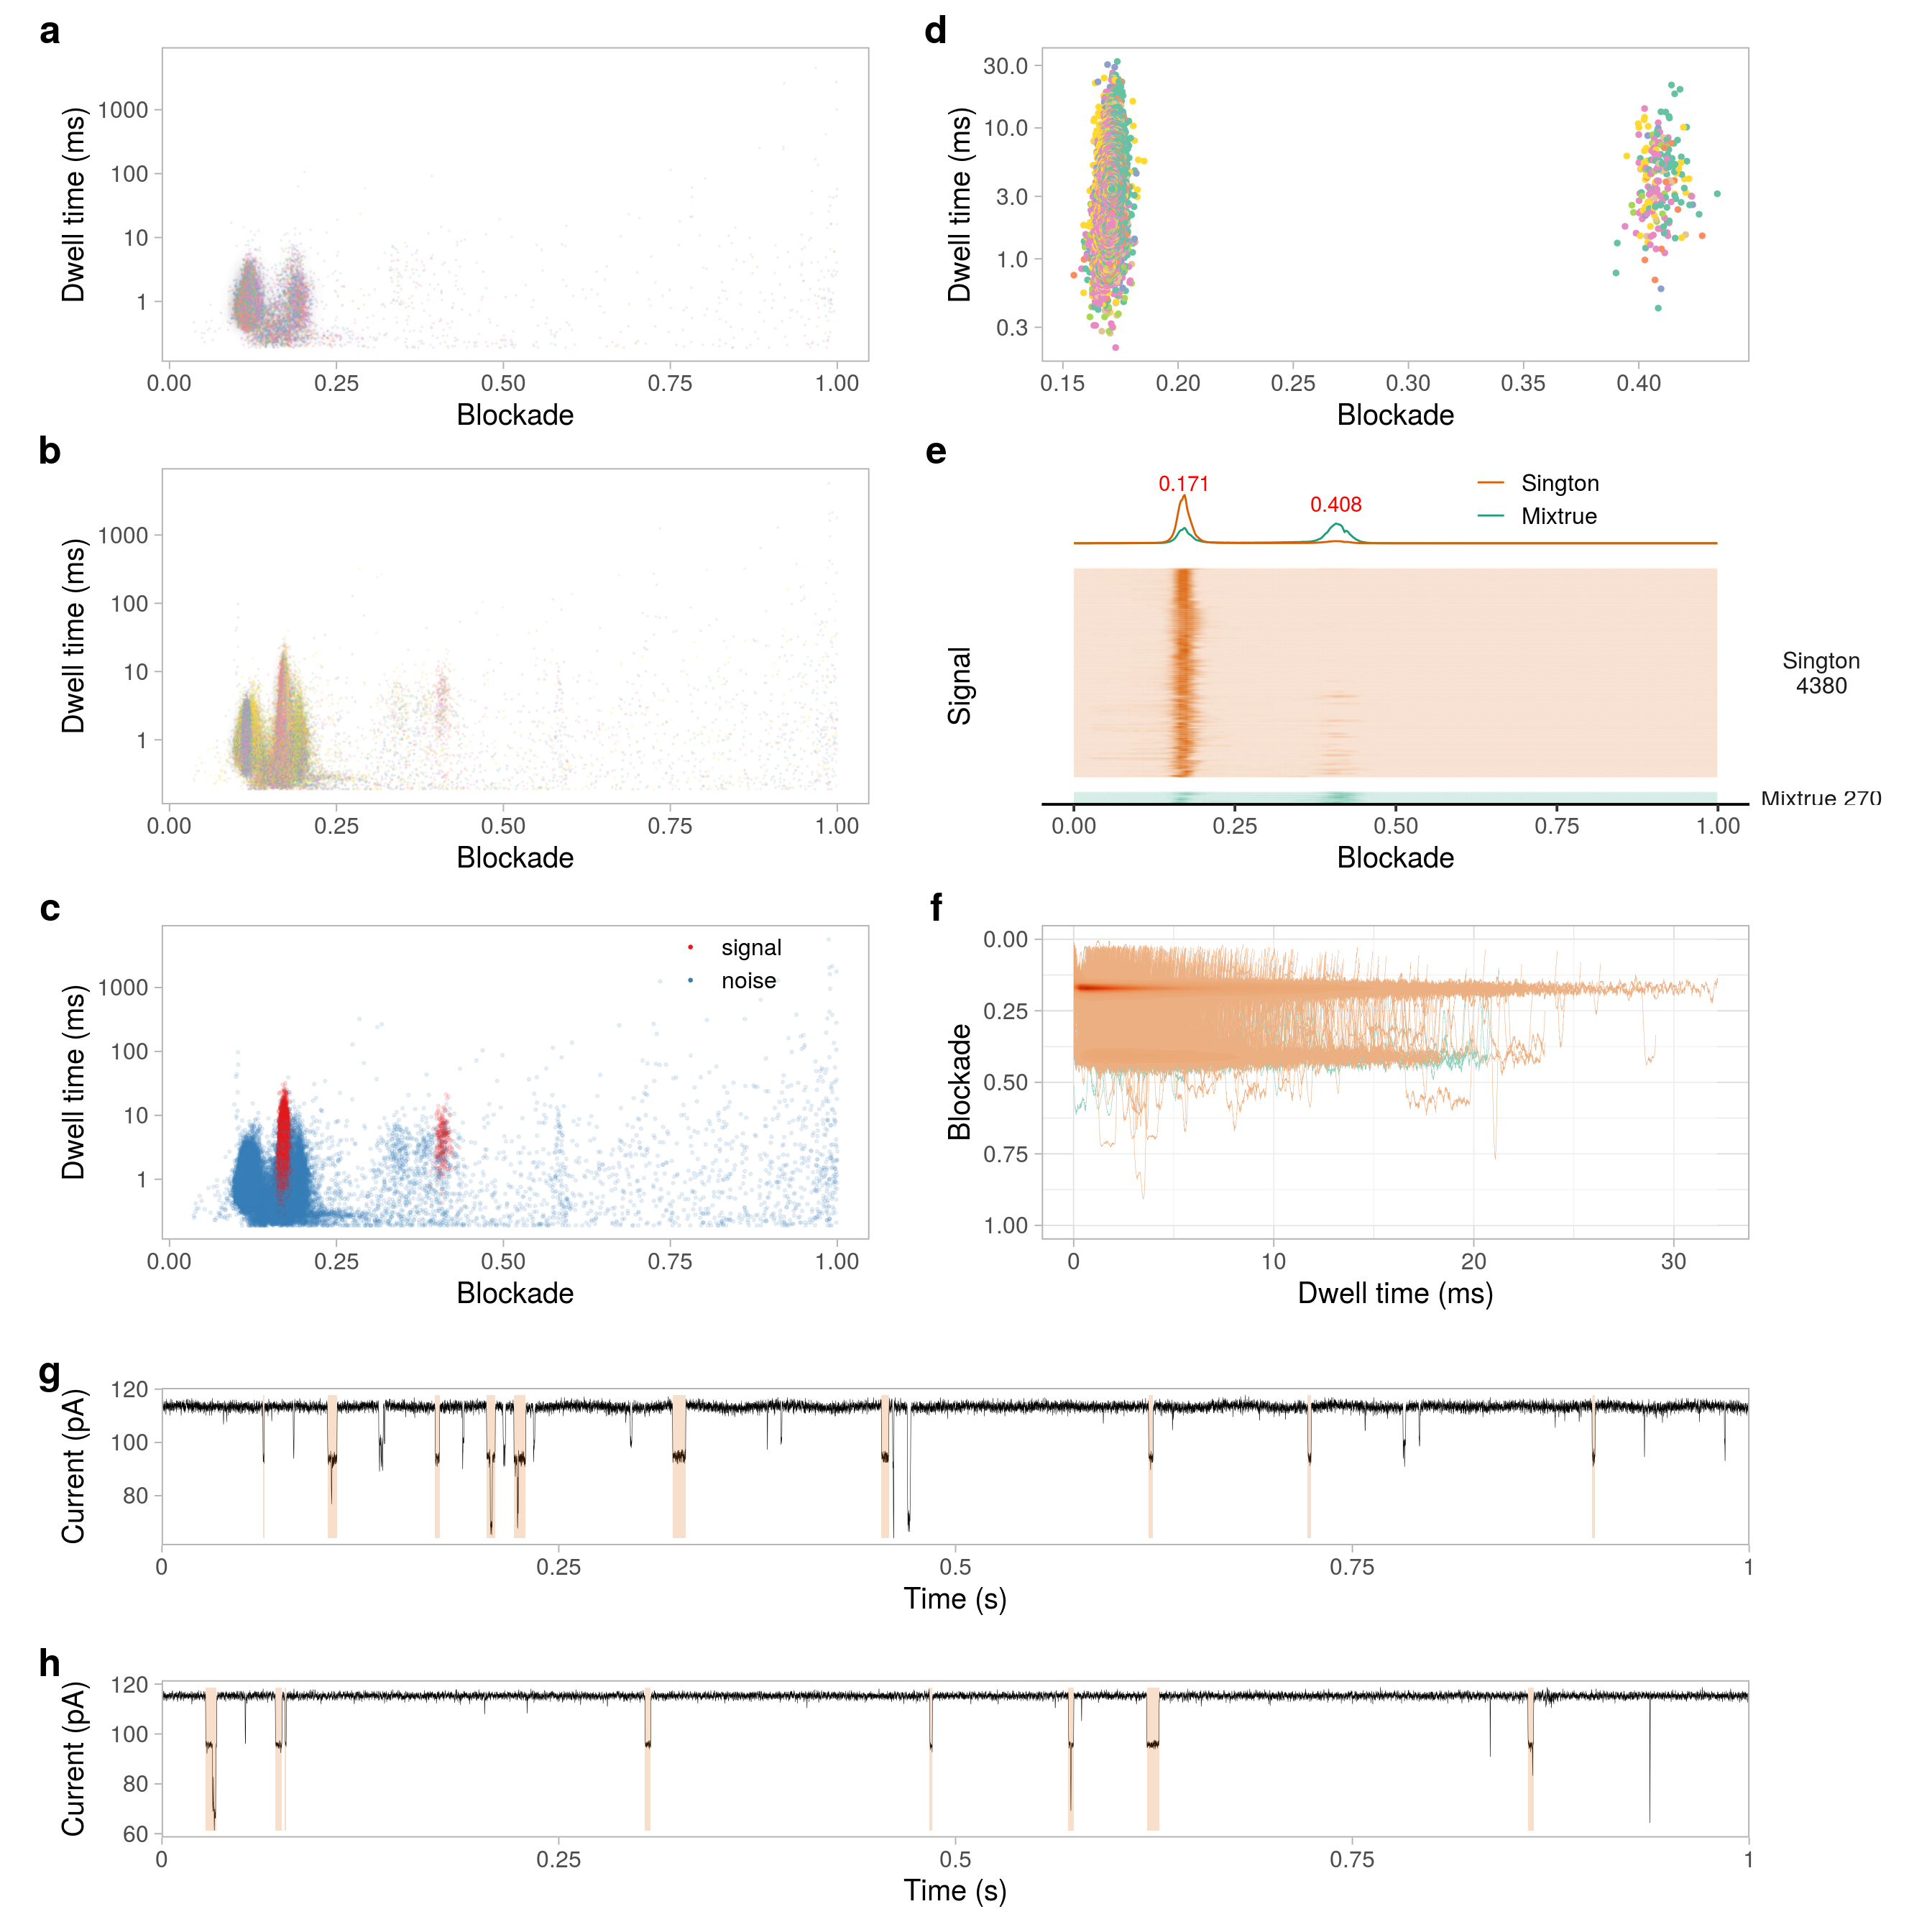 a
Dwell time (ms)
1000
100
10
1
0.00 0.25 0.50 0.75 1.00
Blockade
b
Dwell time (ms)
1000
100
10
1
0.00 0.25 0.50 0.75 1.00
Blockade
c
Dwell time (ms)
signal
noise
1000
100
10
1
0.00 0.25 0.50 0.75 1.00
Blockade
d
Dwell time (ms)
30.0
10.0
3.0
1.0
0.3
0.15 0.20 0.25 0.30 0.35 0.40
Blockade
e
0.171
0.408
Sington
Mixtrue
Signal
Sington
4380
Mixtrue 270
0.00 0.25 0.50 0.75 1.00
Blockade
f
Blockade
0.00
0.25
0.50
0.75
1.00
0 10 20 30
Dwell time (ms)
g
Current (pA)
120
100
80
0 0.25 0.5 0.75 1
Time (s)
h
Current (pA)
120
100
80
60
0 0.25 0.5 0.75 1
Time (s)